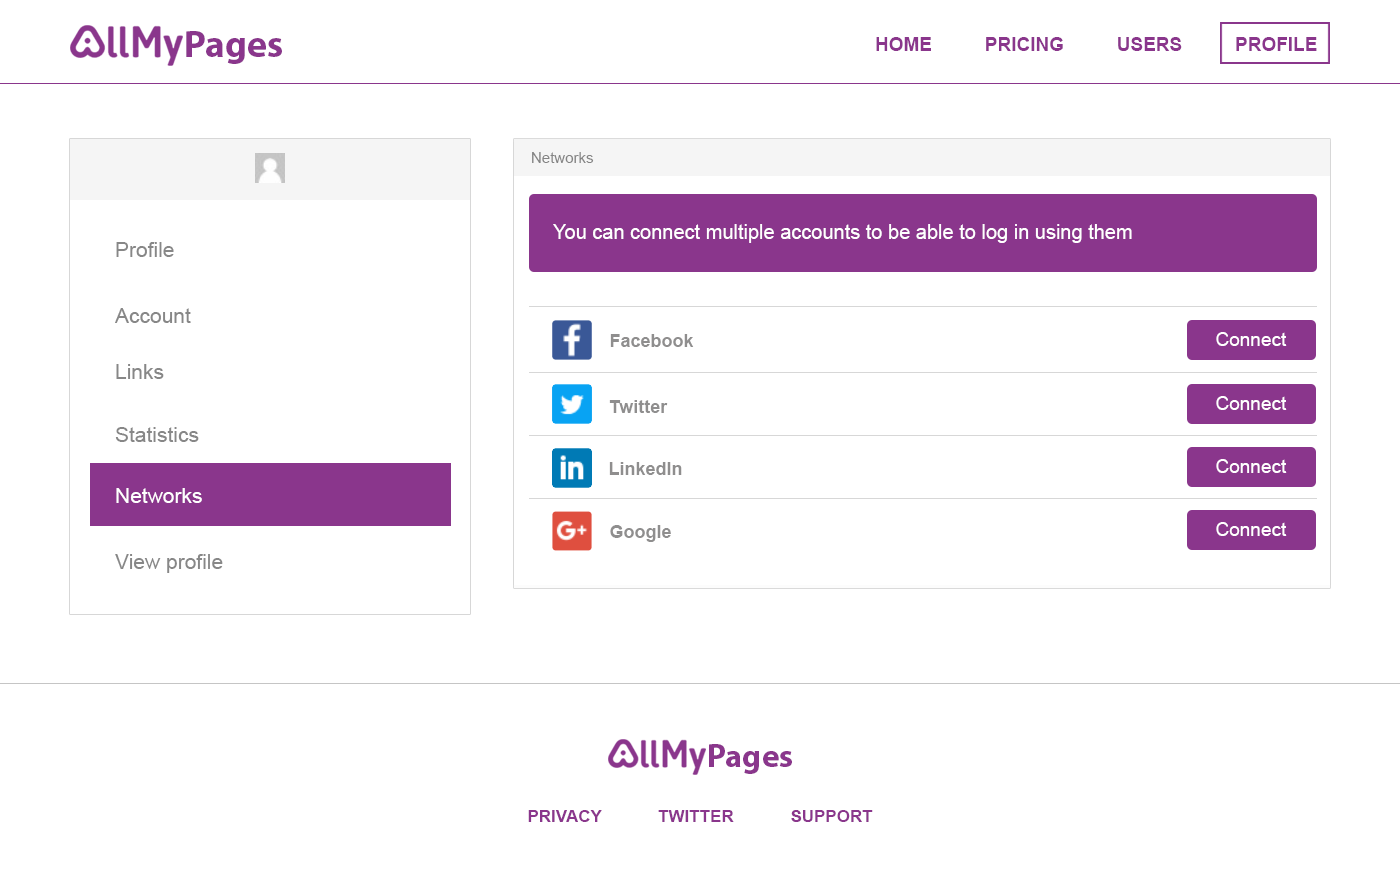 AllMyPages
HOME PRICING USERS PROFILE
Profile
Account
Links
Statistics
Networks
View profile
Networks
You can connect multiple accounts to be able to log in using them
Facebook Connect
Twitter Connect
LinkedIn Connect
Google Connect
AllMyPages
PRIVACY TWITTER SUPPORT